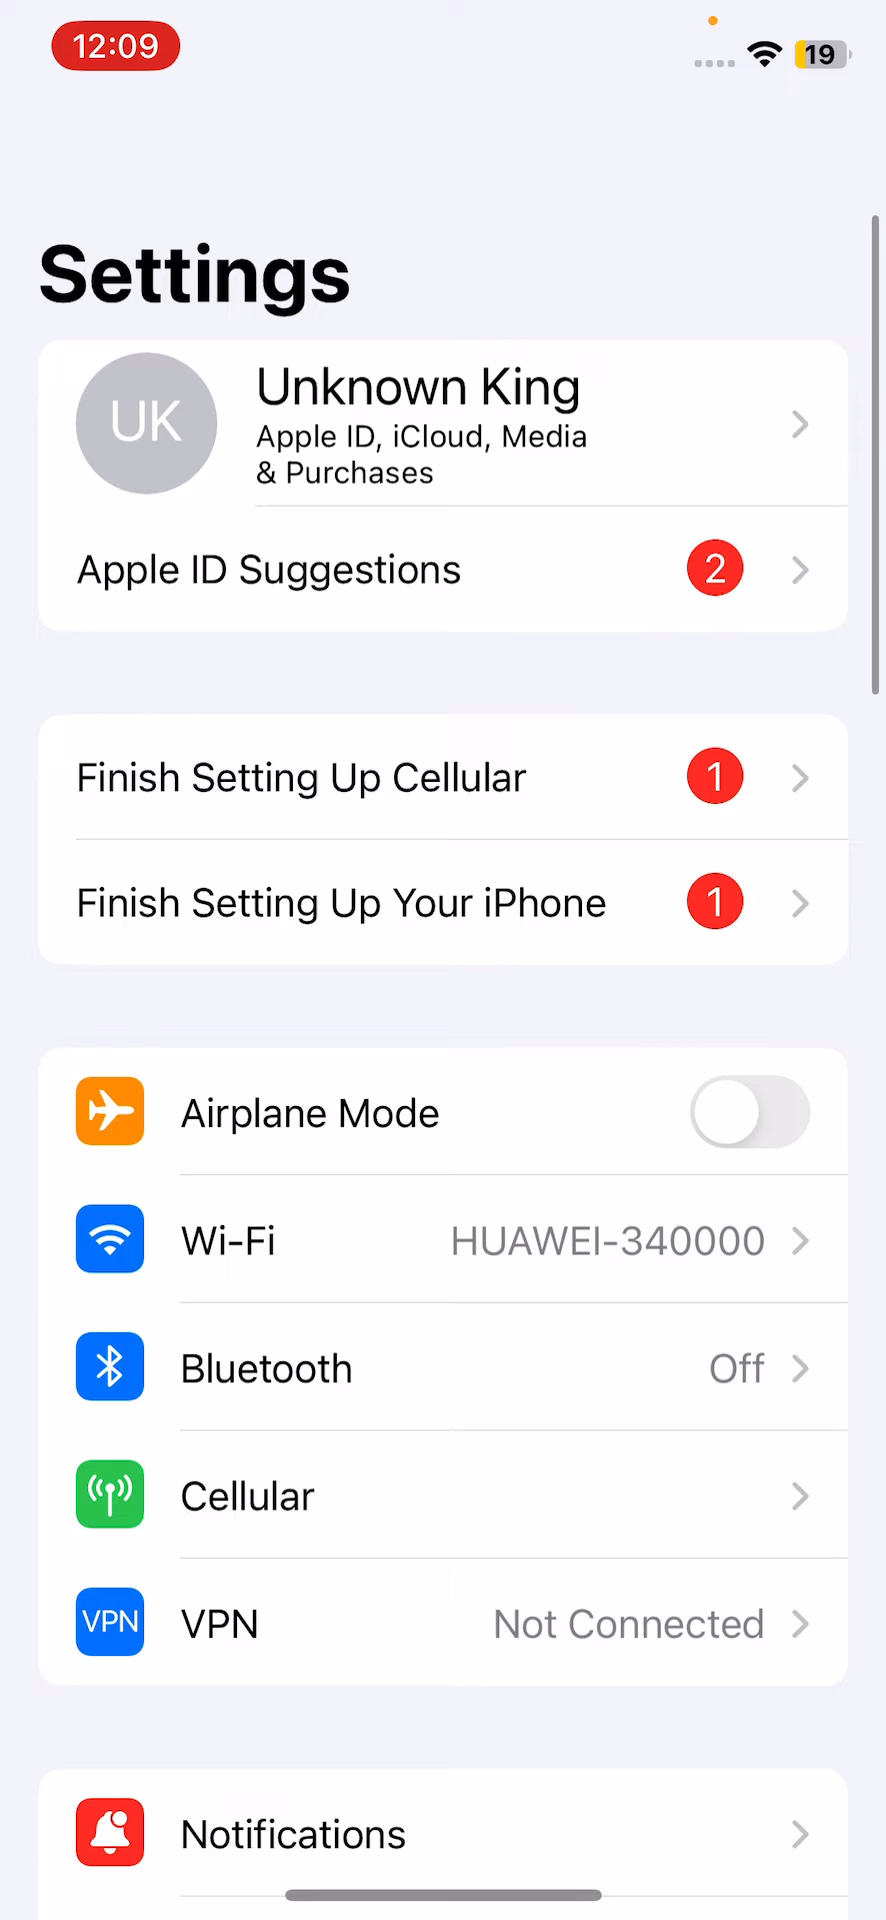 12:09
19
Settings
UK
Unknown King
Apple ID, iCloud, Media
& Purchases
Apple ID Suggestions 2
Finish Setting Up Cellular 1
Finish Setting Up Your iPhone 1
Airplane Mode
Wi-Fi HUAWEI-340000
Bluetooth Off
Cellular
VPN VPN Not Connected
Notifications